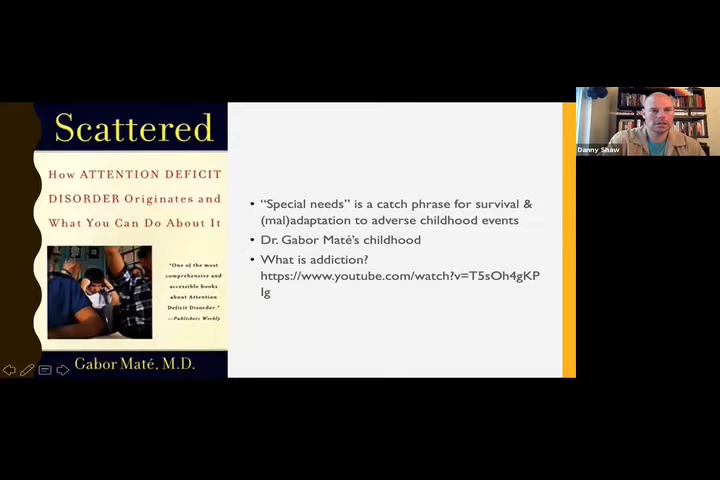 Scattered
How ATTENTION DEFICIT
DISORDER Originates and
What You Can Do About It
"One of the most
comprehensive and
accessible books
about Attention
Deficit Disorder."
—Publishers Weekly
Gabor Maté, M.D.
• "Special needs" is a catch phrase for survival &
(mal)adaptation to adverse childhood events
• Dr. Gabor Maté's childhood
• What is addiction?
https://www.youtube.com/watch?v=T5sOh4gKP
Ig
Danny Shaw